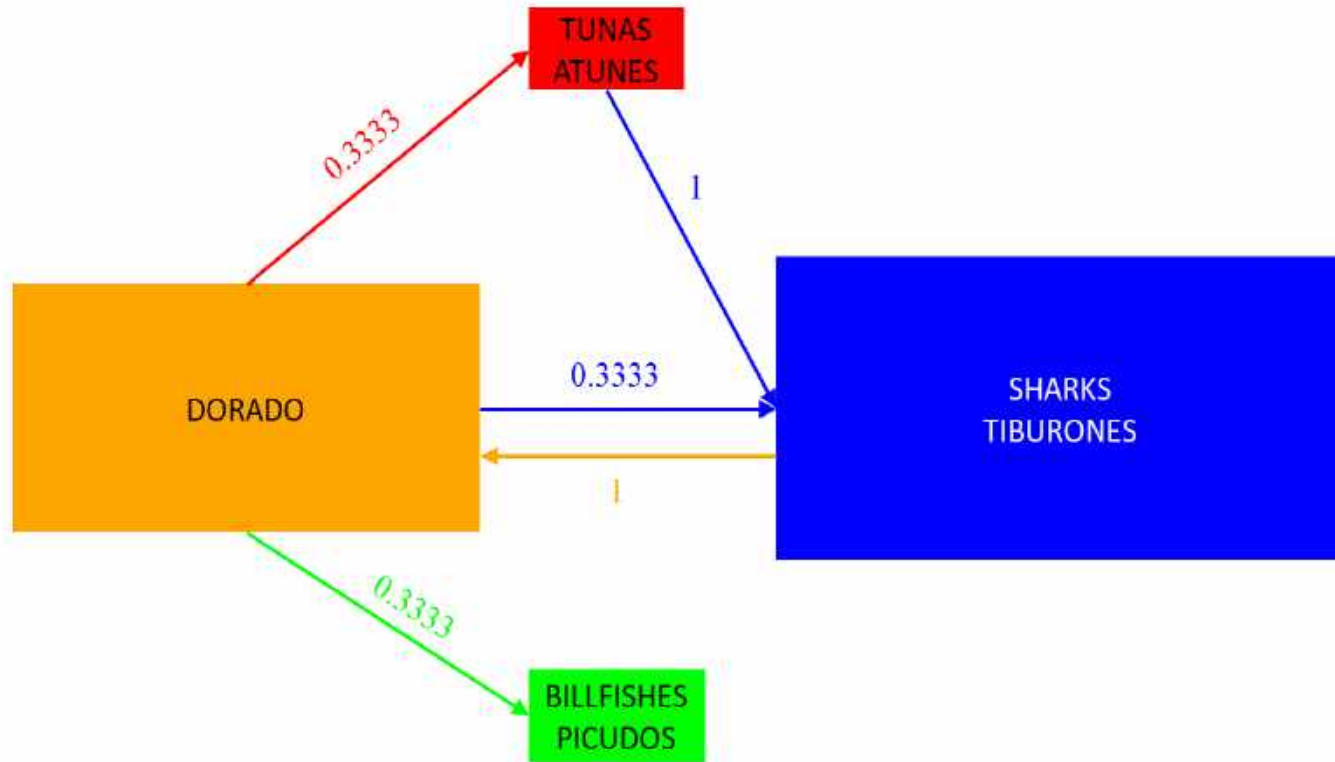 TUNAS
ATUNES
0.3333
1
0.3333
DORADO
SHARKS
TIBURONES
1
0.3333
BILLFISHES
PICUDOS